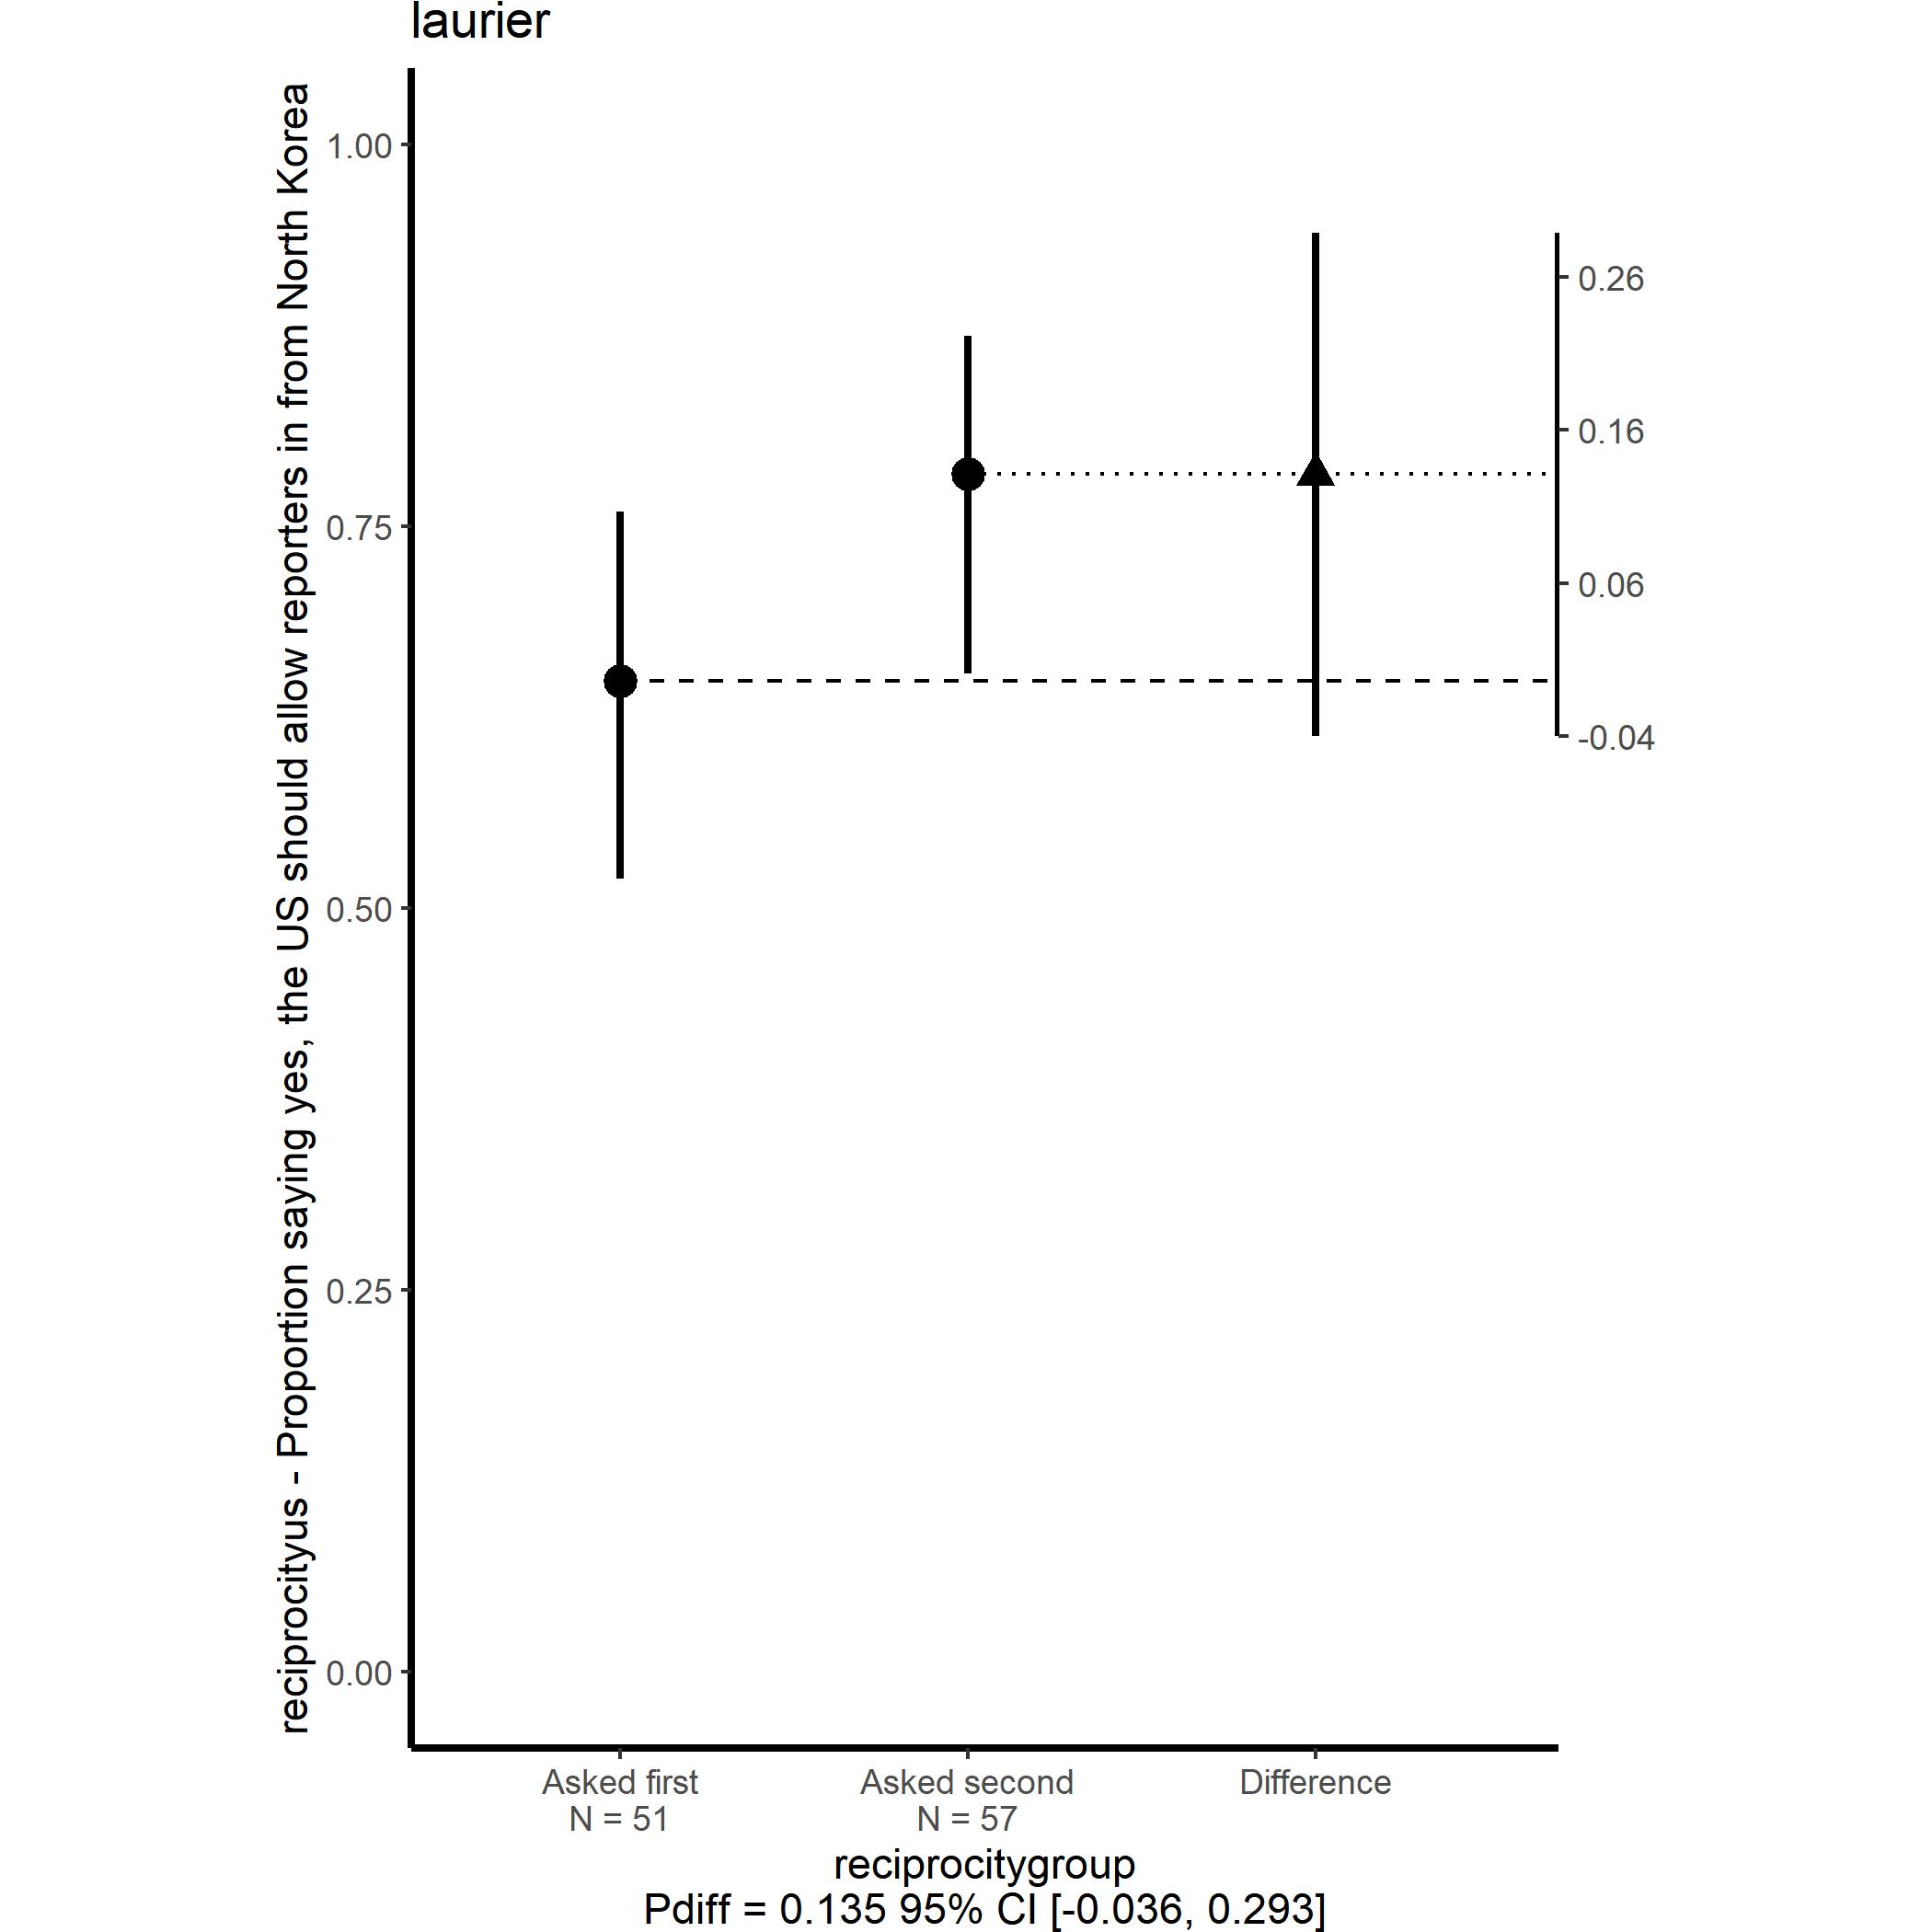 laurier
reciprocityus - Proportion saying yes, the US should allow reporters in from North Korea
1.00
0.75
0.50
0.25
0.00
0.26
0.16
0.06
-0.04
Asked first
N = 51
Asked second
N = 57
Difference
reciprocitygroup
Pdiff = 0.135 95% CI [-0.036, 0.293]